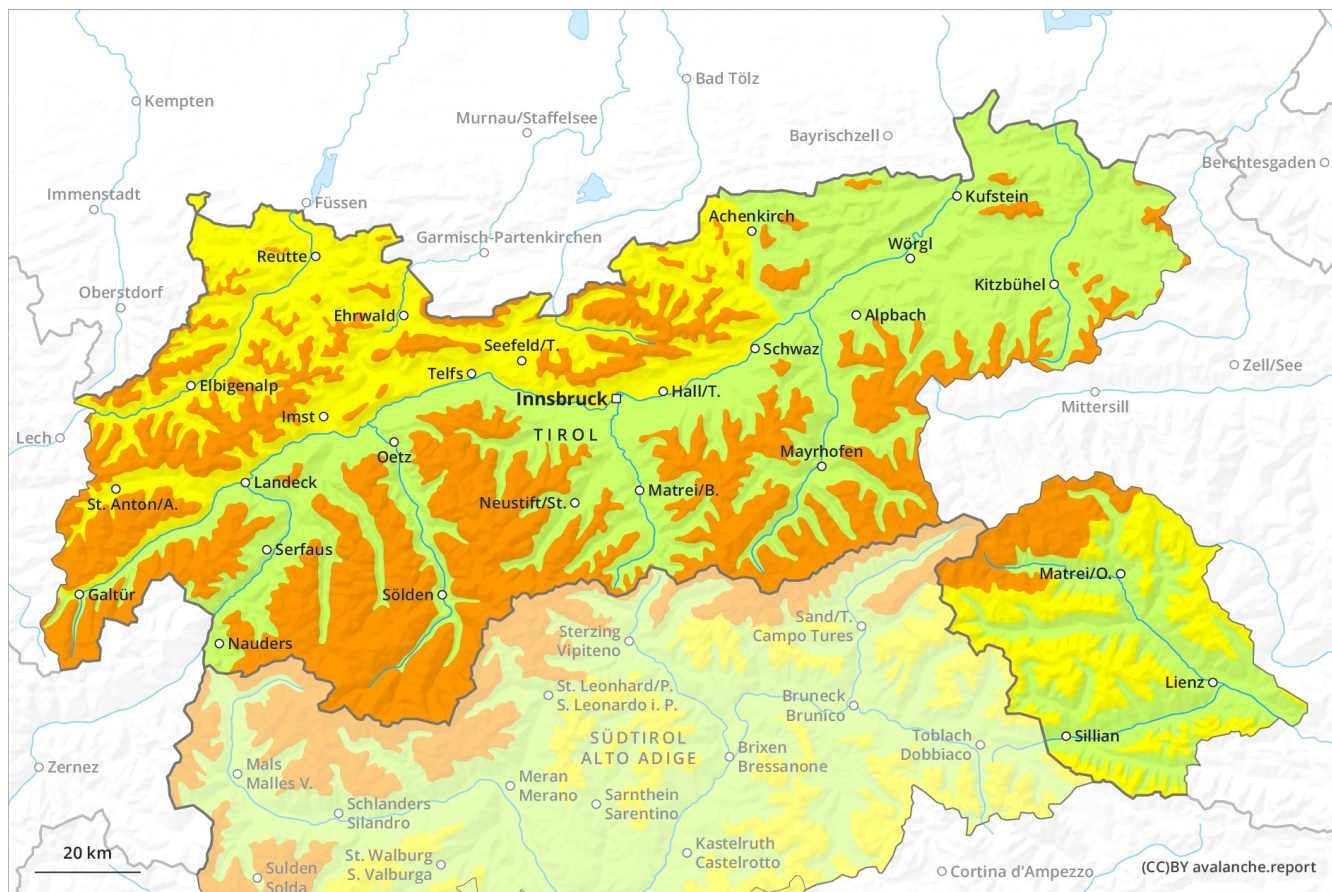 Bad Tölz
Kempten
Murnau/Staffelsee
Bayrischzell
Berchtesgaden
Immenstadt
Füssen
Kufstein
Achenkirch
Garmisch-Partenkirchen
Wörgl
Reutte
Oberstdorf
Kitzbühel
Ehrwald
Alpbach
Seefeld/T.
Schwaz
Zell/See
Telfs
Elbigenalp
Innsbruck
Hall/T.
Mittersill
Imst
TIROL
Lech
Oetz
Mayrhofen
Landeck
Matrei/B.
St. Anton/A.
Neustift/St.
Serfaus
Matrei/O.
Galtür
Sölden
Sand/T.
Campo Tures
Sterzing
Vipiteno
Nauders
Lienz
St. Leonhard/P.
S. Leonardo i. P.
Bruneck
Brunico
SÜDTIROL
ALTO ADIGE
Toblach
Dobbiaco
Sillian
Brixen
Bressanone
Zernez
Mals
Malles V.
Meran
Merano
Sarnthein
Sarentino
Schlanders
Silandro
20 km
St. Walburg
S. Valburga
Kastelruth
Castelrotto
Sulden
Solda
Cortina d'Ampezzo
(CC)BY avalanche.report